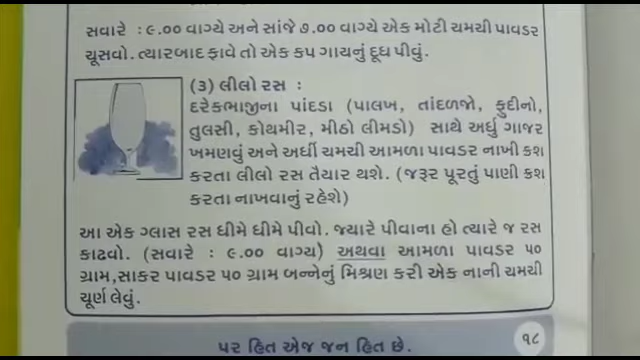 સવારે : ૯.૦૦ વાગ્યે અને સાંજે ૭.૦૦ વાગ્યે એક મોટી ચમચી પાવડર
ચૂસવો. ત્યારબાદ ફાવે તો એક કપ ગાયનું દૂધ પીવું.
(૩) લીલો રસ :
દરેકભાજીના પાંદડા (પાલખ, તાંદળજો, ફુદીનો,
તુલસી, કોથમીર, મીઠો લીમડો) સાથે અર્ધુ ગાજર
ખમણવું અને અર્ધી ચમચી આમળા પાવડર નાખી કશ
કરતા લીલો રસ તૈયાર થશે. (જરૂર પૂરતું પાણી કશ
કરતા નાખવાનું રહેશે)
આ એક ગ્લાસ રસ ધીમે ધીમે પીવો. જ્યારે પીવાના હો ત્યારે જ રસ
કાઢવો. (સવારે : ૯.૦૦ વાગ્ય) અથવા આમળા પાવડર ૫૦
ગ્રામ,સાકર પાવડર ૫૦ ગ્રામ બન્નેનું મિશ્રણ કરી એક નાની ચમચી
ચૂર્ણ લેવું.
પર હિત એજ જન હિત છે.
૧૮